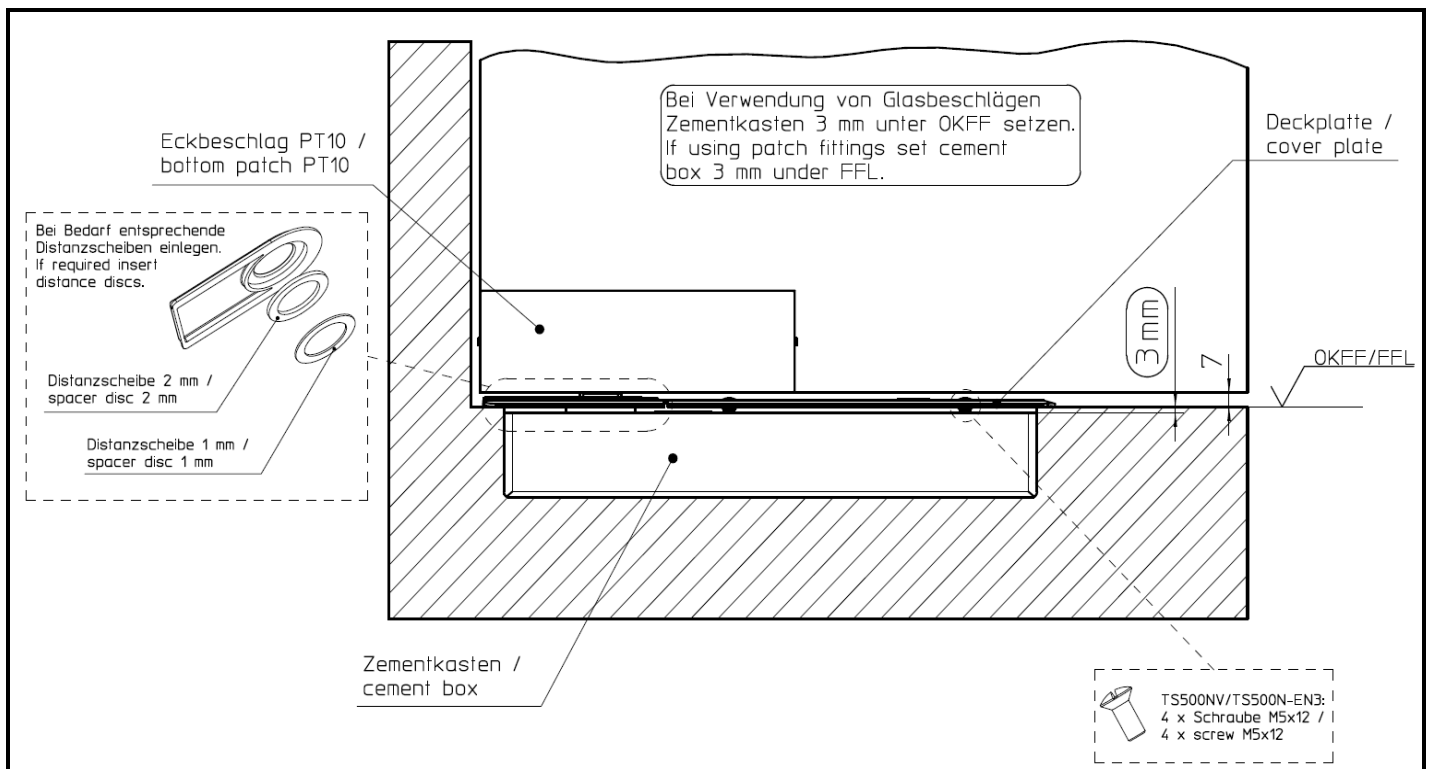 Bei Verwendung von Glasbeschlägen
Zementkasten 3 mm unter OKFF setzen.
If using patch fittings set cement
box 3 mm under FFL.
Eckbeschlag PT10 /
bottom patch PT10
Deckplatte /
cover plate
Bei Bedarf entsprechende
Distanzscheiben einlegen.
If required insert
distance discs.
Distanzscheibe 2 mm /
spacer disc 2 mm
Distanzscheibe 1 mm /
spacer disc 1 mm
3 mm
7
OKFF/FFL
Zementkasten /
cement box
TS500NV/TS500N-EN3:
4 x Schraube M5x12 /
4 x screw M5x12